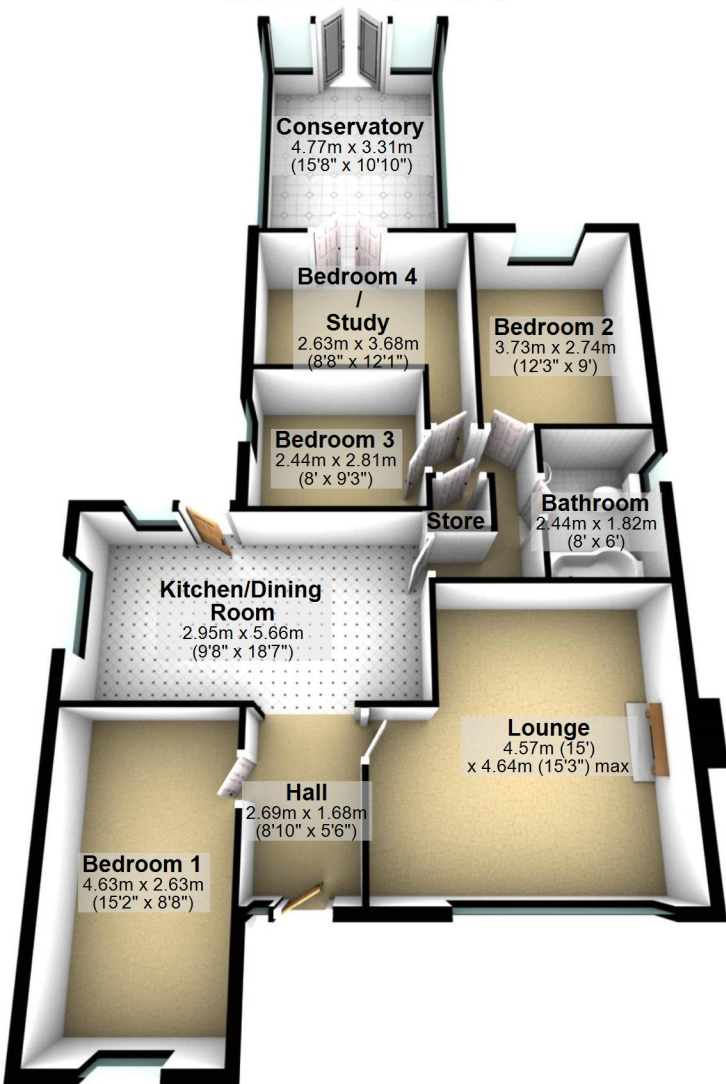 Conservatory
4.77m x 3.31m
(15'8" x 10'10")
Bedroom 4
/
Study
2.63m x 3.68m
(8'8" x 12'1")
Bedroom 2
3.73m x 2.74m
(12'3" x 9')
Bedroom 3
2.44m x 2.81m
(8' x 9'3")
Store
Bathroom
2.44m x 1.82m
(8' x 6')
Kitchen/Dining
Room
2.95m x 5.66m
(9'8" x 18'7")
Lounge
4.57m (15')
x 4.64m (15'3") max
Hall
2.69m x 1.68m
(8'10" x 5'6")
Bedroom 1
4.63m x 2.63m
(15'2" x 8'8")